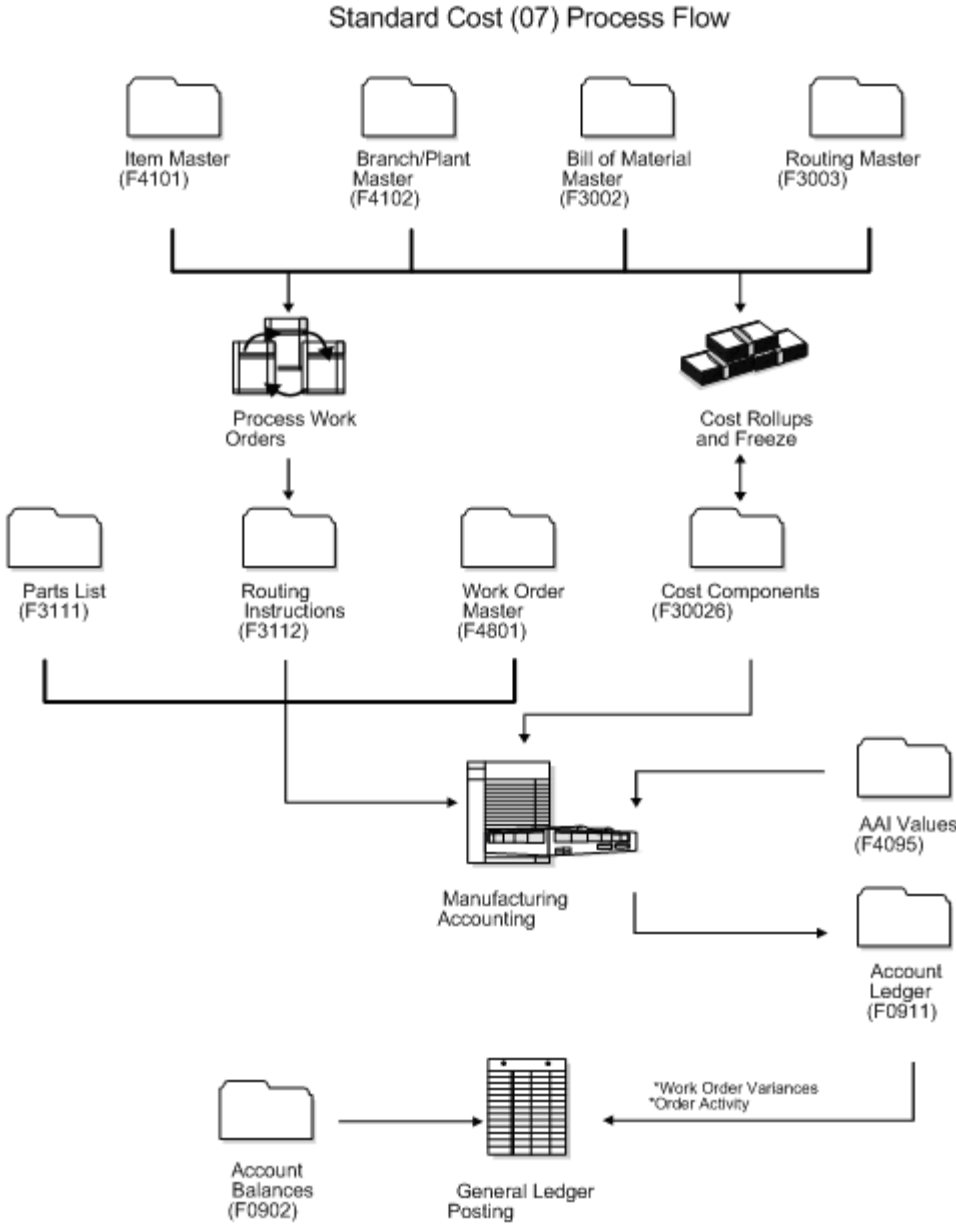 Standard Cost (07) Process Flow
Item Master
(F4101)
Branch/Plant
Master
(F4102)
Bill of Material
Master
(F3002)
Routing Master
(F3003)
Process Work
Orders
Cost Rollups
and Freeze
Parts List
(F3111)
Routing
Instructions
(F3112)
Work Order
Master
(F4801)
Cost Components
(F30026)
AAI Values
(F4095)
Manufacturing
Accounting
Account
Ledger
(F0911)
*Work Order Variances
*Order Activity
Account
Balances
(F0902)
General Ledger
Posting